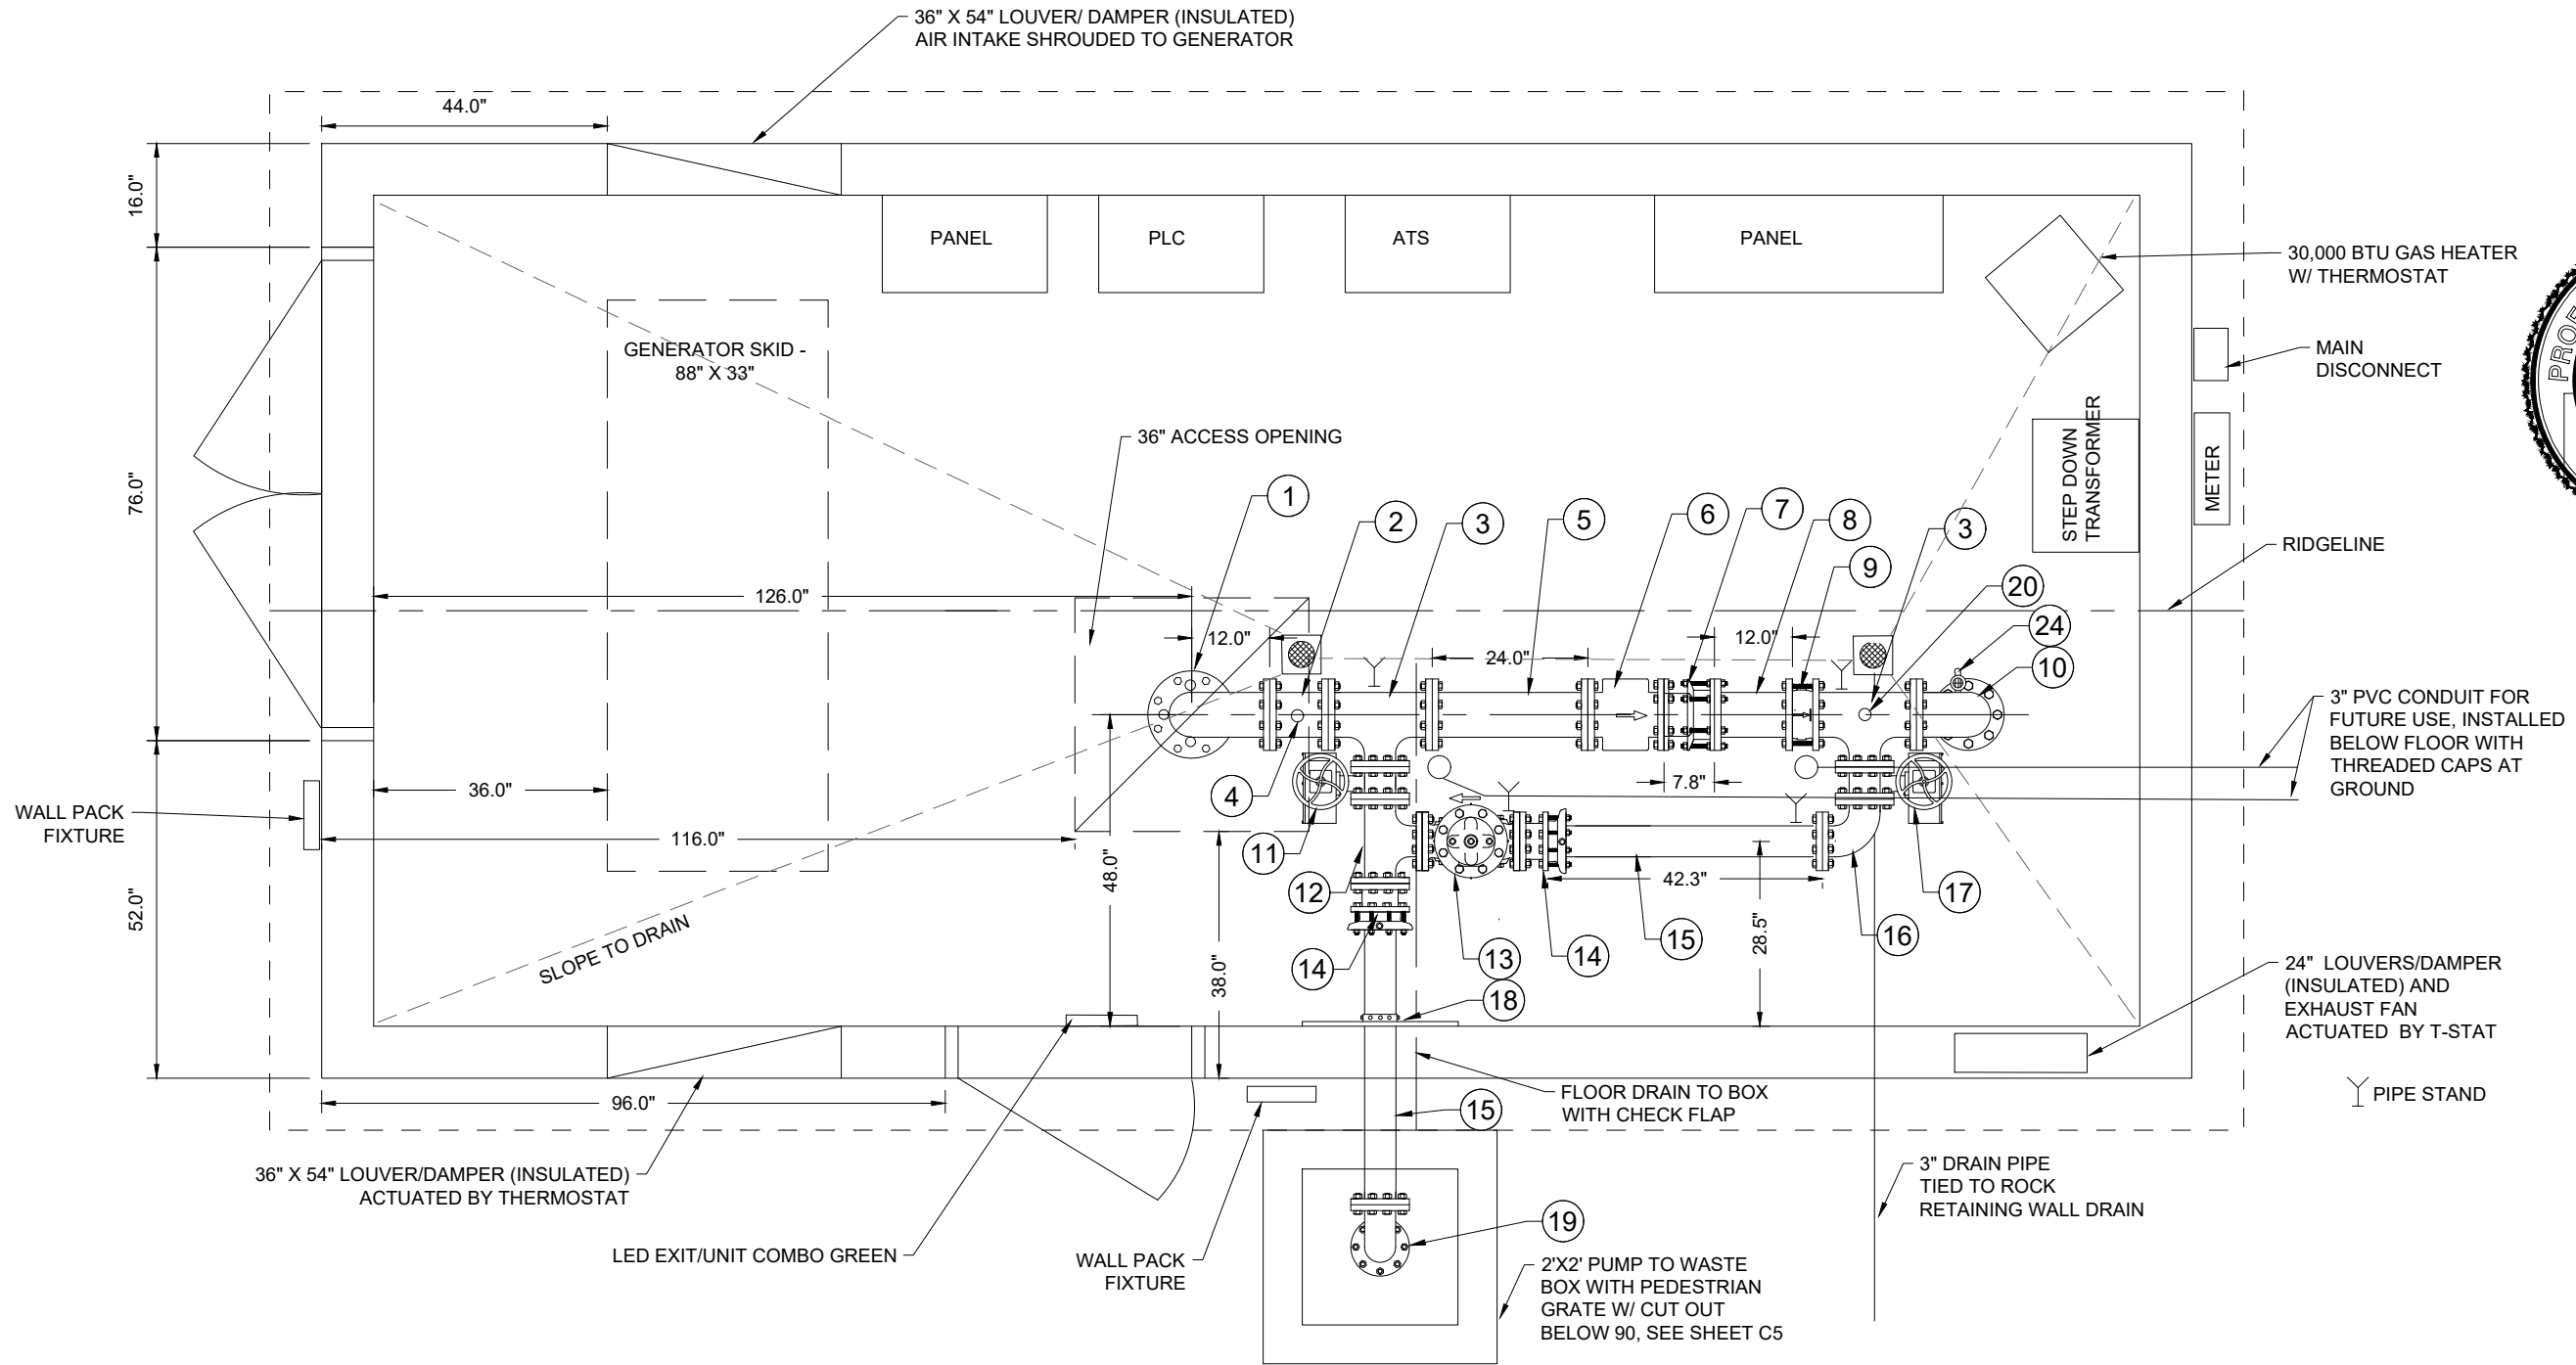 36" X 54" LOUVER/ DAMPER (INSULATED)
AIR INTAKE SHROUDED TO GENERATOR
44.0"
16.0"
76.0"
52.0"
PANEL
PLC
ATS
PANEL
30,000 BTU GAS HEATER
W/ THERMOSTAT
MAIN
DISCONNECT
METER
STEP DOWN
TRANSFORMER
RIDGELINE
GENERATOR SKID -
88" X 33"
36" ACCESS OPENING
1
2
3
5
6
7
8
9
3
20
24
10
126.0"
12.0"
24.0"
12.0"
7.8"
3" PVC CONDUIT FOR
FUTURE USE, INSTALLED
BELOW FLOOR WITH
THREADED CAPS AT
GROUND
WALL PACK
FIXTURE
36.0"
116.0"
4
11
12
14
13
18
14
15
16
17
48.0"
38.0"
42.3"
28.5"
SLOPE TO DRAIN
24" LOUVERS/DAMPER
(INSULATED) AND
EXHAUST FAN
ACTUATED BY T-STAT
PIPE STAND
96.0"
FLOOR DRAIN TO BOX
WITH CHECK FLAP
15
36" X 54" LOUVER/DAMPER (INSULATED)
ACTUATED BY THERMOSTAT
LED EXIT/UNIT COMBO GREEN
WALL PACK
FIXTURE
19
2'X2' PUMP TO WASTE
BOX WITH PEDESTRIAN
GRATE W/ CUT OUT
BELOW 90, SEE SHEET C5
3" DRAIN PIPE
TIED TO ROCK
RETAINING WALL DRAIN